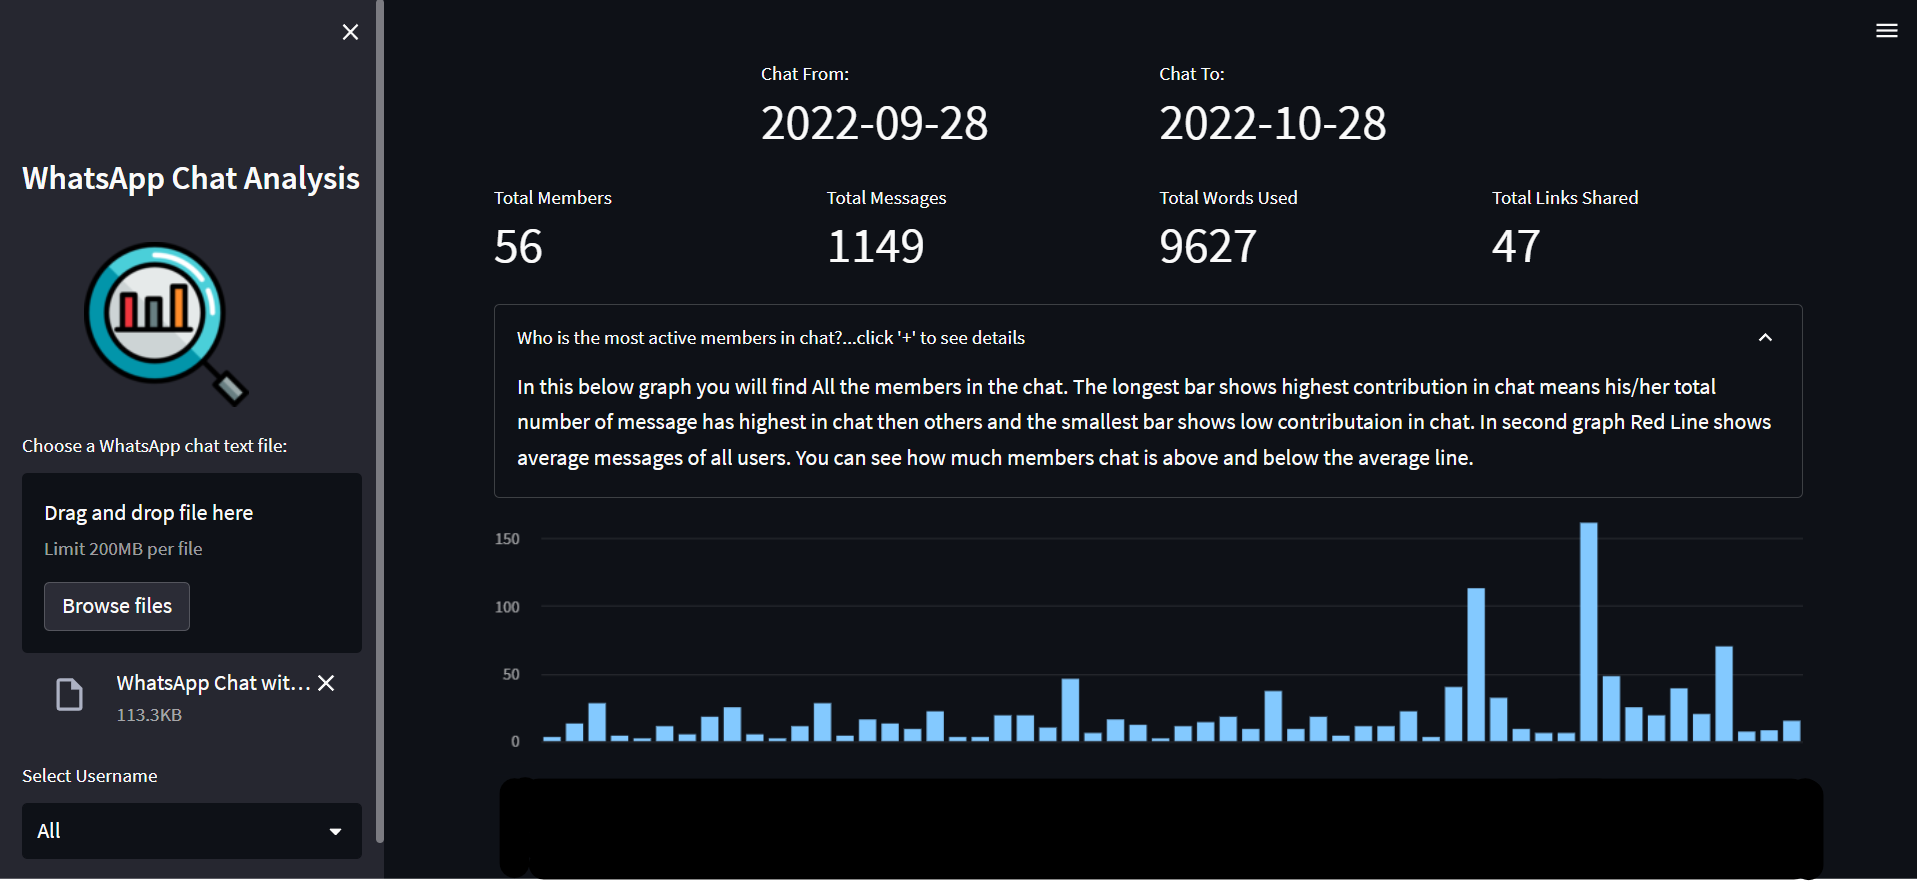 WhatsApp Chat Analysis
Choose a WhatsApp chat text file:
Drag and drop file here
Limit 200MB per file
Browse files
WhatsApp Chat wit...
113.3KB
Select Username
All
Chat From:
2022-09-28
Chat To:
2022-10-28
Total Members
56
Total Messages
1149
Total Words Used
9627
Total Links Shared
47
Who is the most active members in chat?...click '+' to see details
In this below graph you will find All the members in the chat. The longest bar shows highest contribution in chat means his/her total
number of message has highest in chat then others and the smallest bar shows low contributaion in chat. In second graph Red Line shows
average messages of all users. You can see how much members chat is above and below the average line.
150
100
50
0